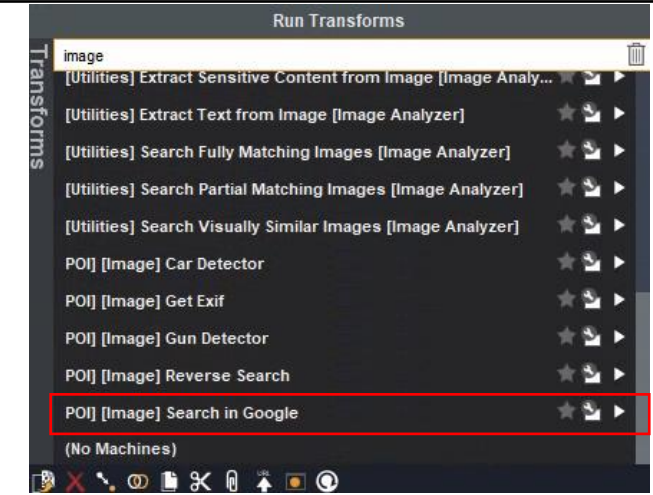 Run Transforms
Transforms
image
[Utilities] Extract Sensitive Content from Image [Image Analy...
[Utilities] Extract Text from Image [Image Analyzer]
[Utilities] Search Fully Matching Images [Image Analyzer]
[Utilities] Search Partial Matching Images [Image Analyzer]
[Utilities] Search Visually Similar Images [Image Analyzer]
POI] [Image] Car Detector
POI] [Image] Get Exif
POI] [Image] Gun Detector
POI] [Image] Reverse Search
POI] [Image] Search in Google
(No Machines)
URL